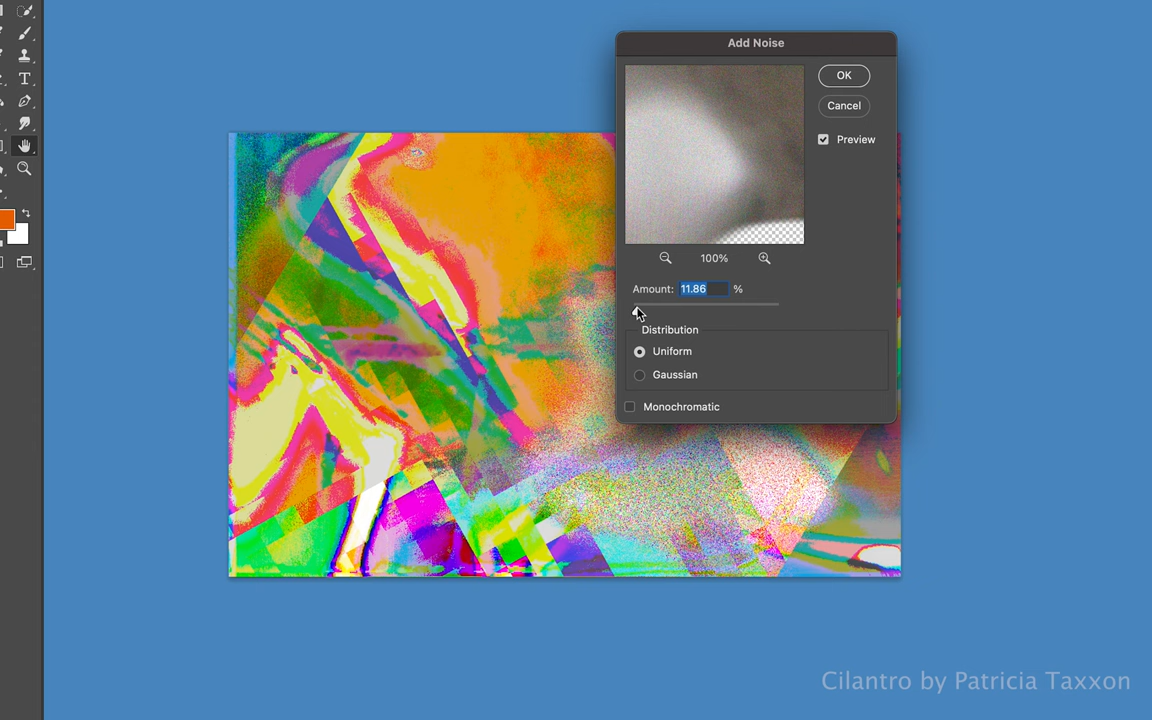 Add Noise
OK
Cancel
Preview
100%
Amount: 11.86 %
Distribution
Uniform
Gaussian
Monochromatic
Cilantro by Patricia Taxxon